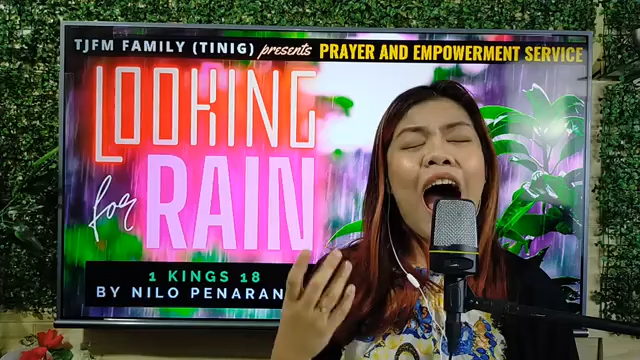 TJFM FAMILY (TINIG) presents PRAYER AND EMPOWERMENT SERVICE
LOOKING
for RAIN
1 KINGS 18
BY NILO PENARAN